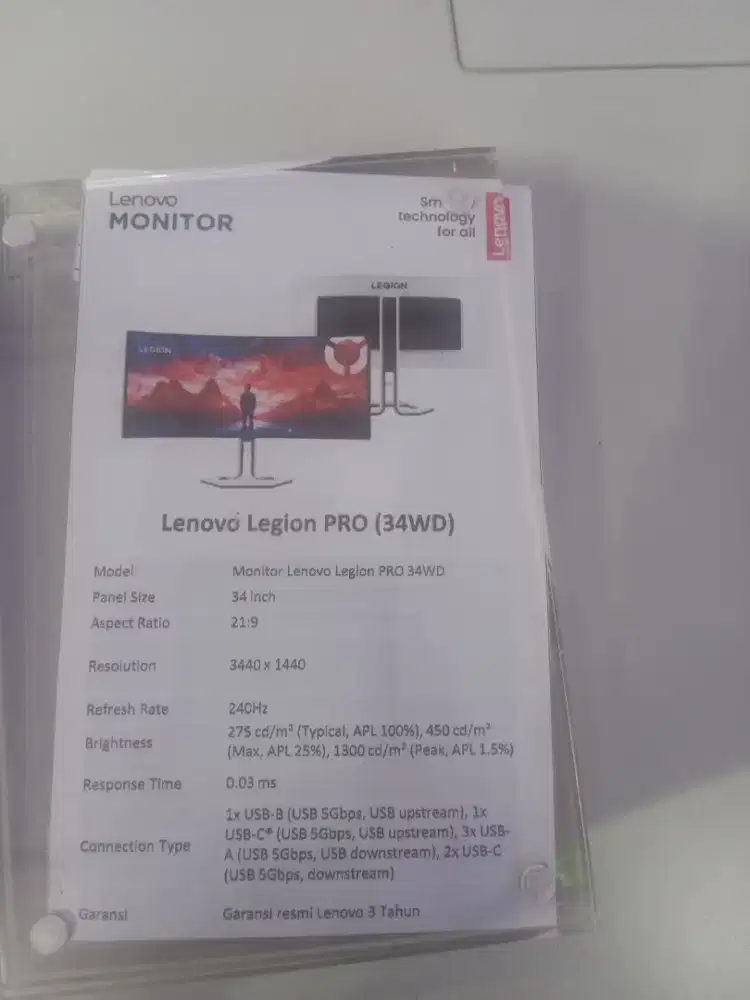 Lenovo
MONITOR
technology
for all
Lenovo
LEGION
LEGION
Lenovo Legion PRO (34WD)
Model Monitor Lenovo Legion PRO 34WD
Panel Size 34 Inch
Aspect Ratio 21:9
Resolution 3440 x 1440
Refresh Rate 240Hz
Brightness 275 cd/m² (Typical, APL 100%), 450 cd/m²
(Max, APL 25%), 1300 cd/m² (Peak, APL 1.5%)
Response Time 0.03 ms
Connection Type 1x USB-B (USB 5Gbps, USB upstream), 1x
USB-C® (USB 5Gbps, USB upstream), 3x USB-
A (USB 5Gbps, USB downstream), 2x USB-C
(USB 5Gbps, downstream)
Garansi Garansi resmi Lenovo 3 Tahun